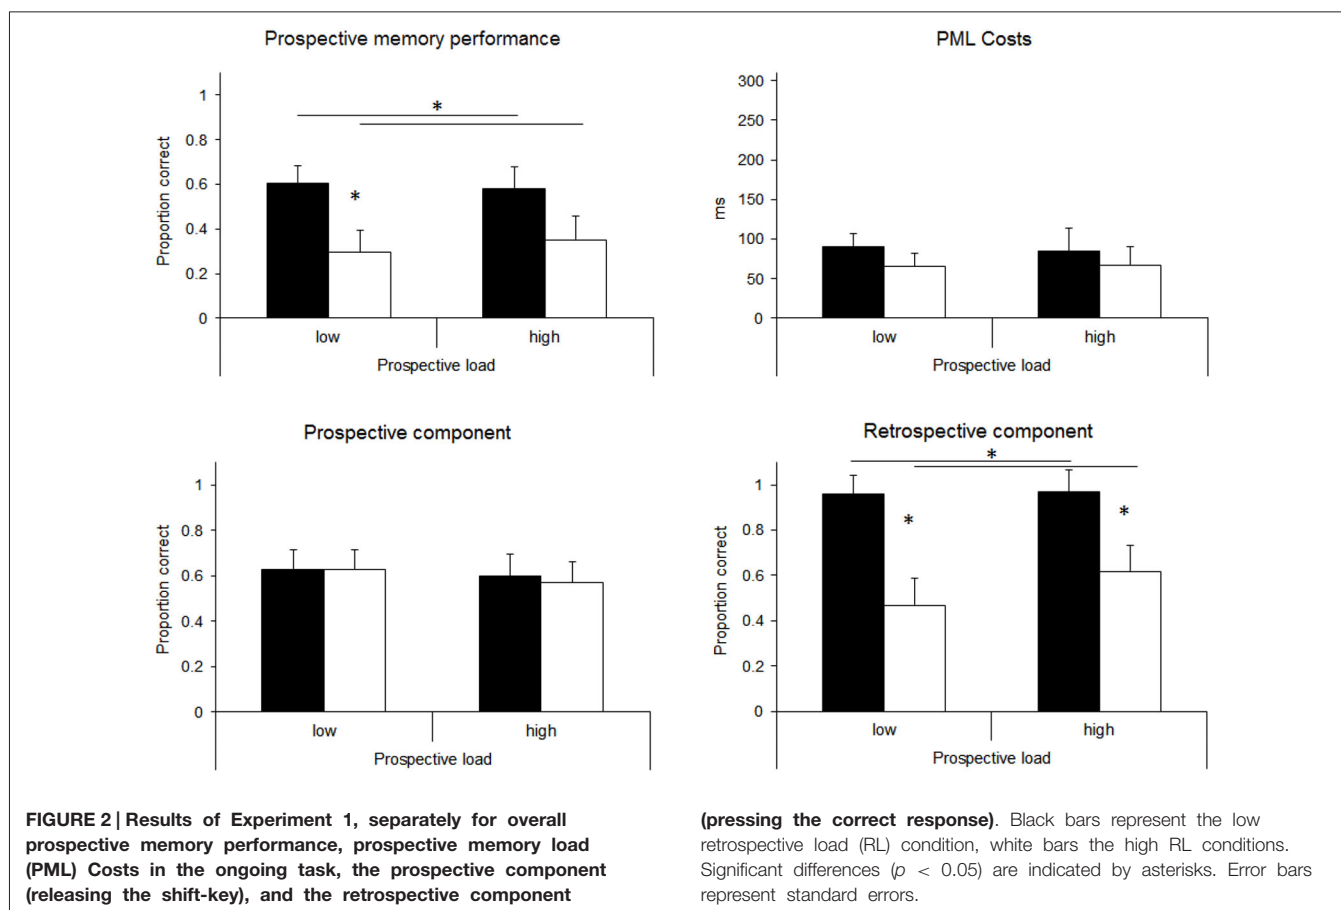 Prospective memory performance
1
0.8
0.6
0.4
0.2
0
Proportion correct
*
*
low
high
Prospective load
PML Costs
300
250
200
150
100
50
0
ms
low
high
Prospective load
Prospective component
1
0.8
0.6
0.4
0.2
0
Proportion correct
low
high
Prospective load
Retrospective component
1
0.8
0.6
0.4
0.2
0
Proportion correct
*
*
*
low
high
Prospective load
FIGURE 2 | Results of Experiment 1, separately for overall
prospective memory performance, prospective memory load
(PML) Costs in the ongoing task, the prospective component
(releasing the shift-key), and the retrospective component
(pressing the correct response). Black bars represent the low
retrospective load (RL) condition, white bars the high RL conditions.
Significant differences (p < 0.05) are indicated by asterisks. Error bars
represent standard errors.